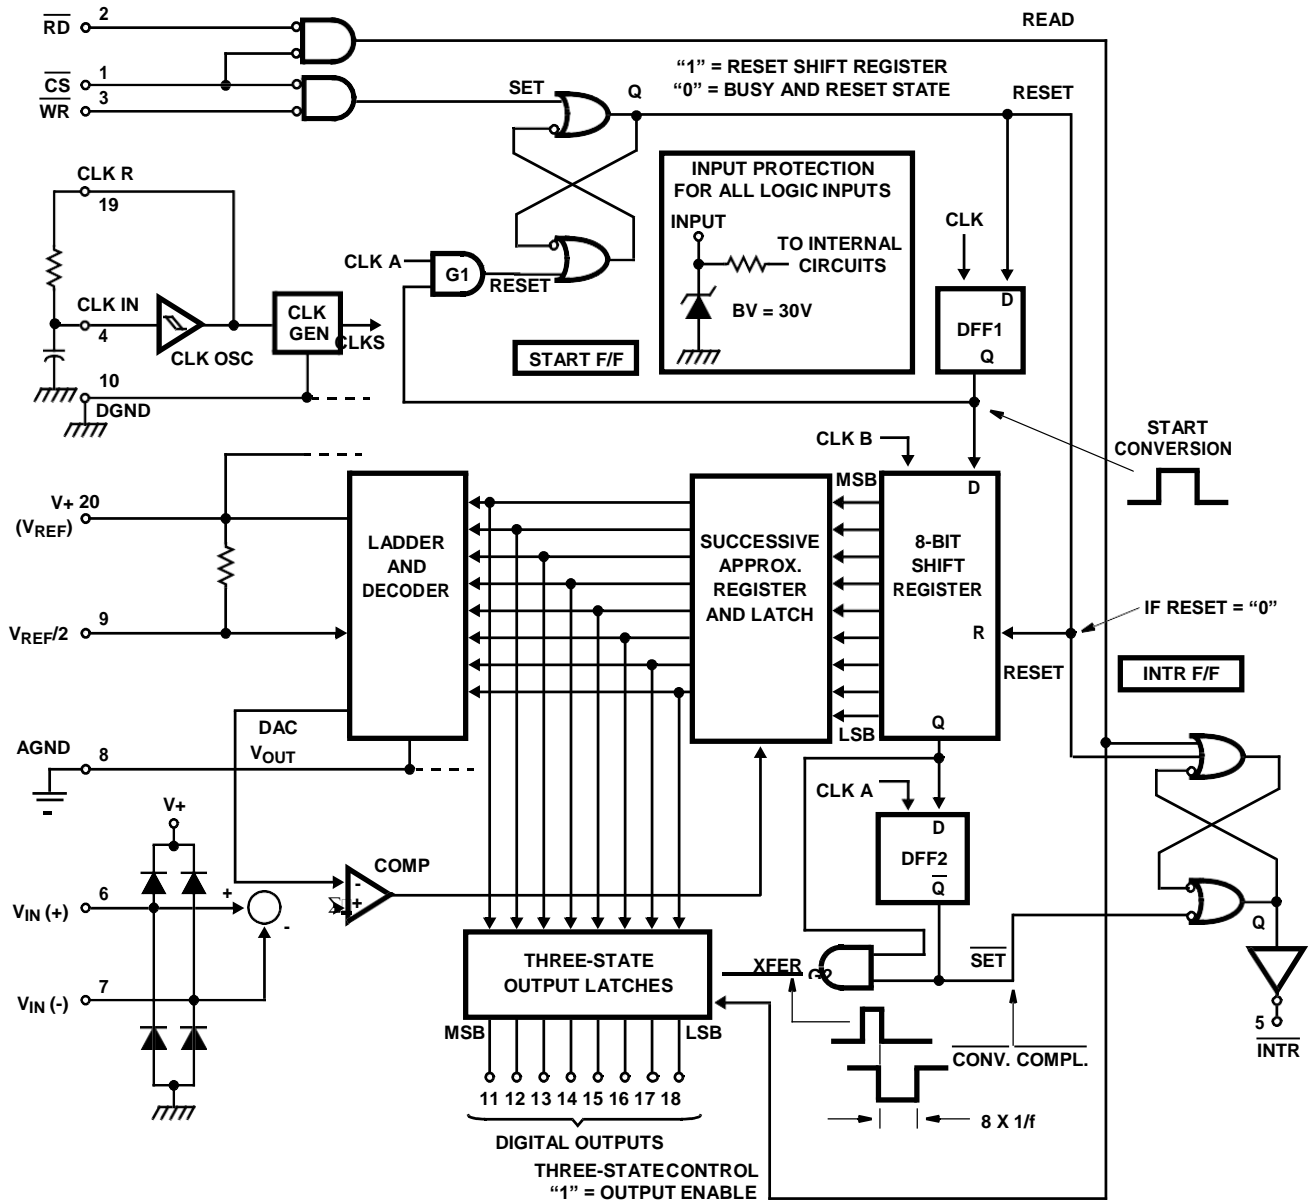 RD
2
READ
CS
1
WR
3
SET
Q
"1" = RESET SHIFT REGISTER
"0" = BUSY AND RESET STATE
RESET
CLK R
19
INPUT PROTECTION
FOR ALL LOGIC INPUTS
INPUT
TO INTERNAL
CIRCUITS
BV = 30V
CLK
CLK A
G1
RESET
D
DFF1
Q
CLK IN
4
CLK OSC
CLK
GEN
CLKS
START F/F
10
DGND
START
CONVERSION
CLK B
V+
20
(VREF)
LADDER
AND
DECODER
MSB
SUCCESSIVE
APPROX.
REGISTER
AND LATCH
D
8-BIT
SHIFT
REGISTER
R
Q
LSB
IF RESET = "0"
RESET
INTR F/F
VREF/2
9
DAC
VOUT
AGND
8
CLK A
D
DFF2
Q
V+
COMP
-
+
VIN (+)
6
+
-
VIN (-)
7
THREE-STATE
OUTPUT LATCHES
XFER
G2
SET
Q
MSB
LSB
5
INTR
CONV. COMPL.
11 12 13 14 15 16 17 18
8 X 1/f
DIGITAL OUTPUTS
THREE-STATE CONTROL
"1" = OUTPUT ENABLE